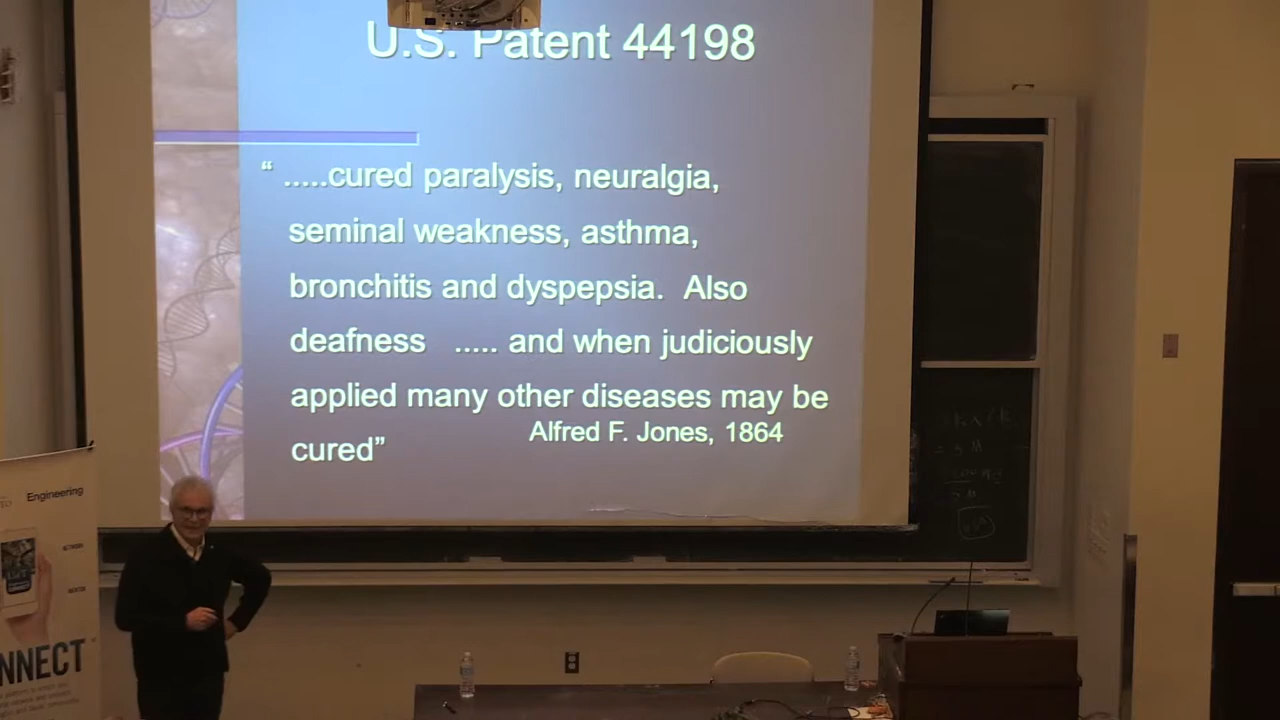 U.S. Patent 44198
“ .....cured paralysis, neuralgia,
seminal weakness, asthma,
bronchitis and dyspepsia. Also
deafness ..... and when judiciously
applied many other diseases may be
cured”
Alfred F. Jones, 1864
Engineering
NNECT